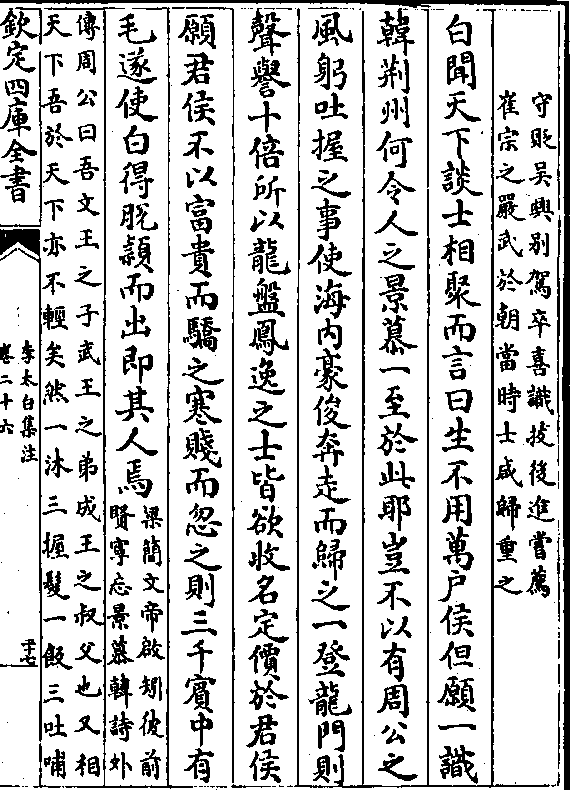 守貶吳興别駕卒喜識技後進嘗薦
崔宗之嚴武於朝當時士咸歸重之
白聞天下談士相聚而言曰生不用萬户侯但願一識
韓荆州何令人之景慕一至於此耶豈不以有周公之
風躬吐握之事使海内豪俊奔走而歸之一登龍門則
聲譽十倍所以龍盤鳳逸之士皆欲收名定價於君侯
願君侯不以富貴而驕之寒賤而忽之則三千賓中有
毛遂使白得脱頴而出即其人焉
梁簡文帝啟矧彼前
賢寧忘景慕韓詩外
傳周公曰吾文王之子武王之弟成王之叔父也又相
天下吾於天下亦不輕矣然一沐三握髮一飯三吐哺
欽定四庫全書
李太白集注
卷二十六
二十七